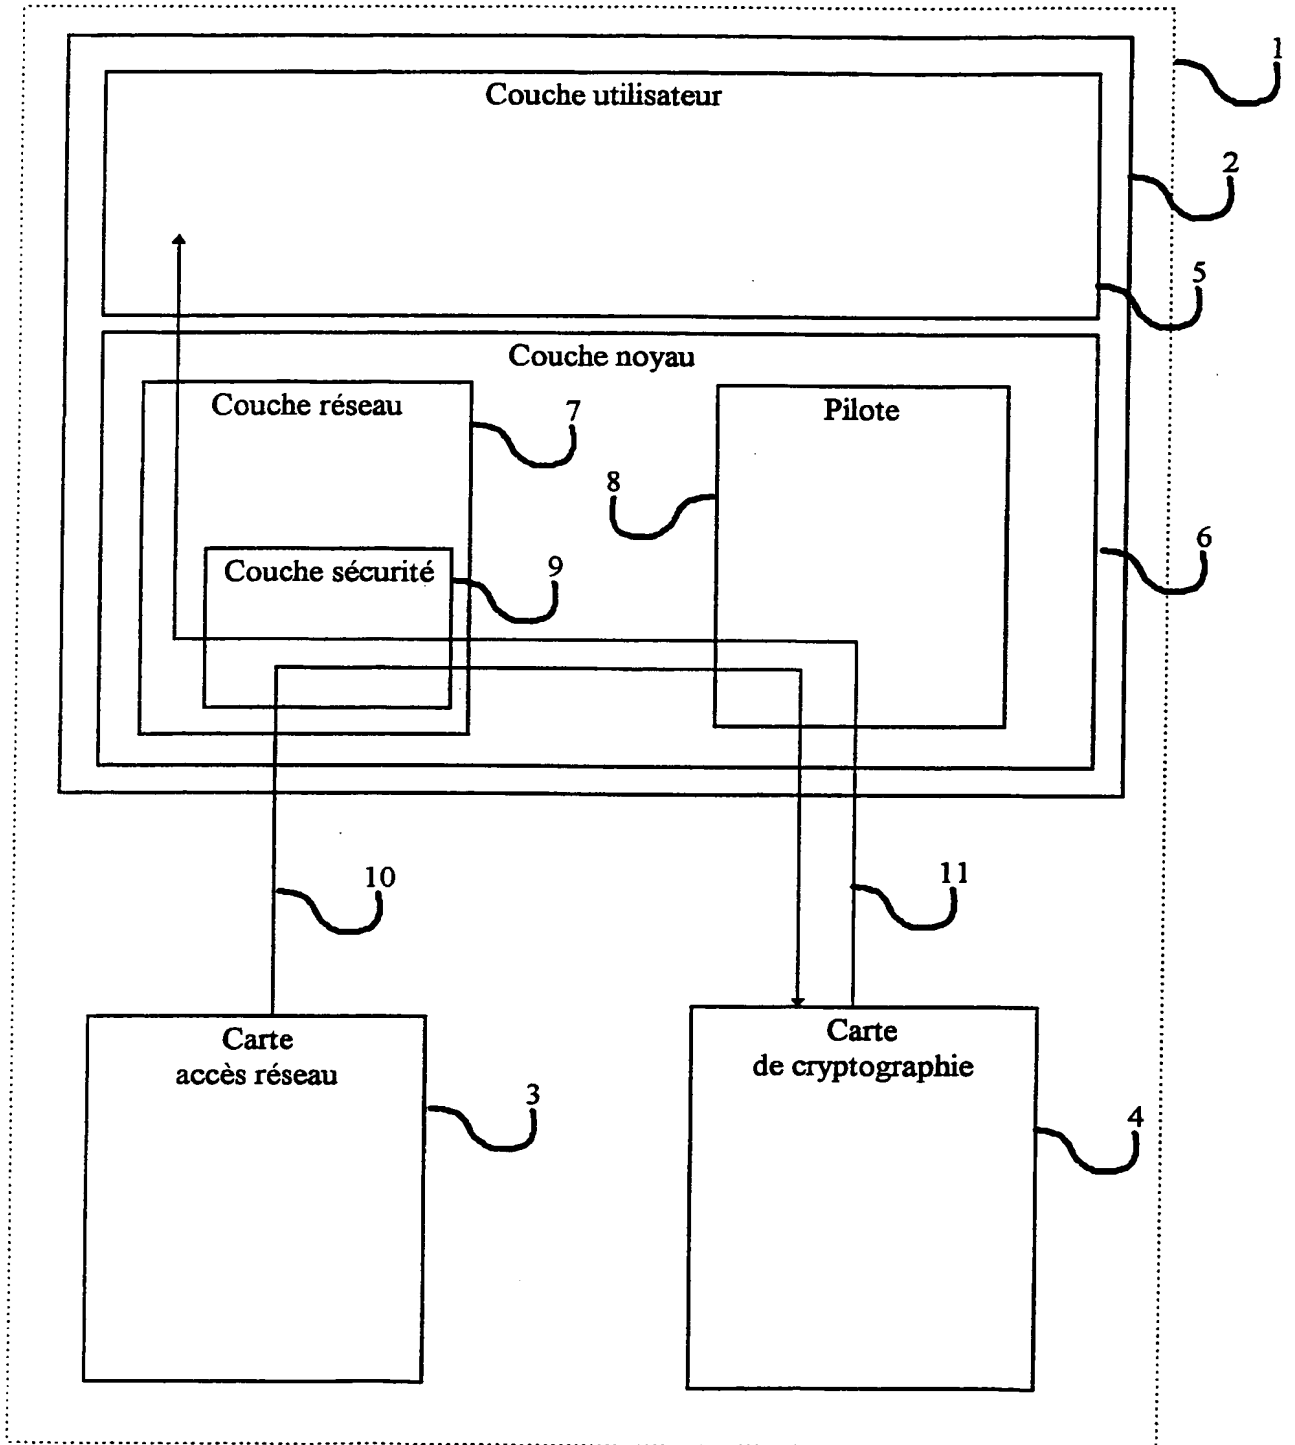 1
Couche utilisateur
2
5
Couche noyau
Couche réseau
7
Pilote
8
6
Couche sécurité
9
10
11
Carte
accès réseau
3
Carte
de cryptographie
4